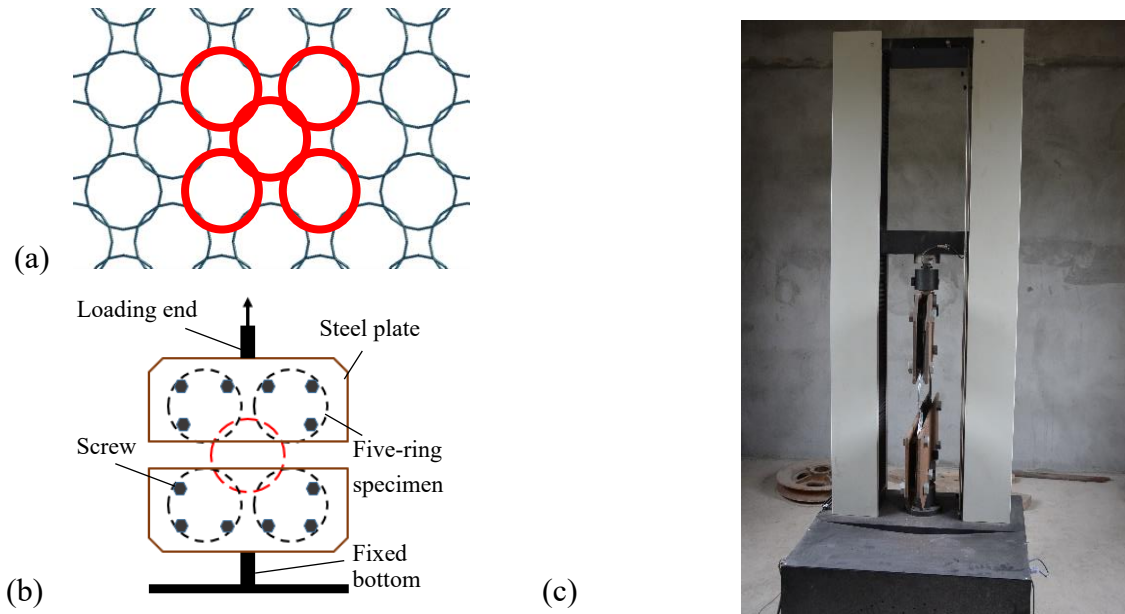 (a)
Loading end
Steel plate
Screw
Five-ring
specimen
Fixed
bottom
(b)
(c)